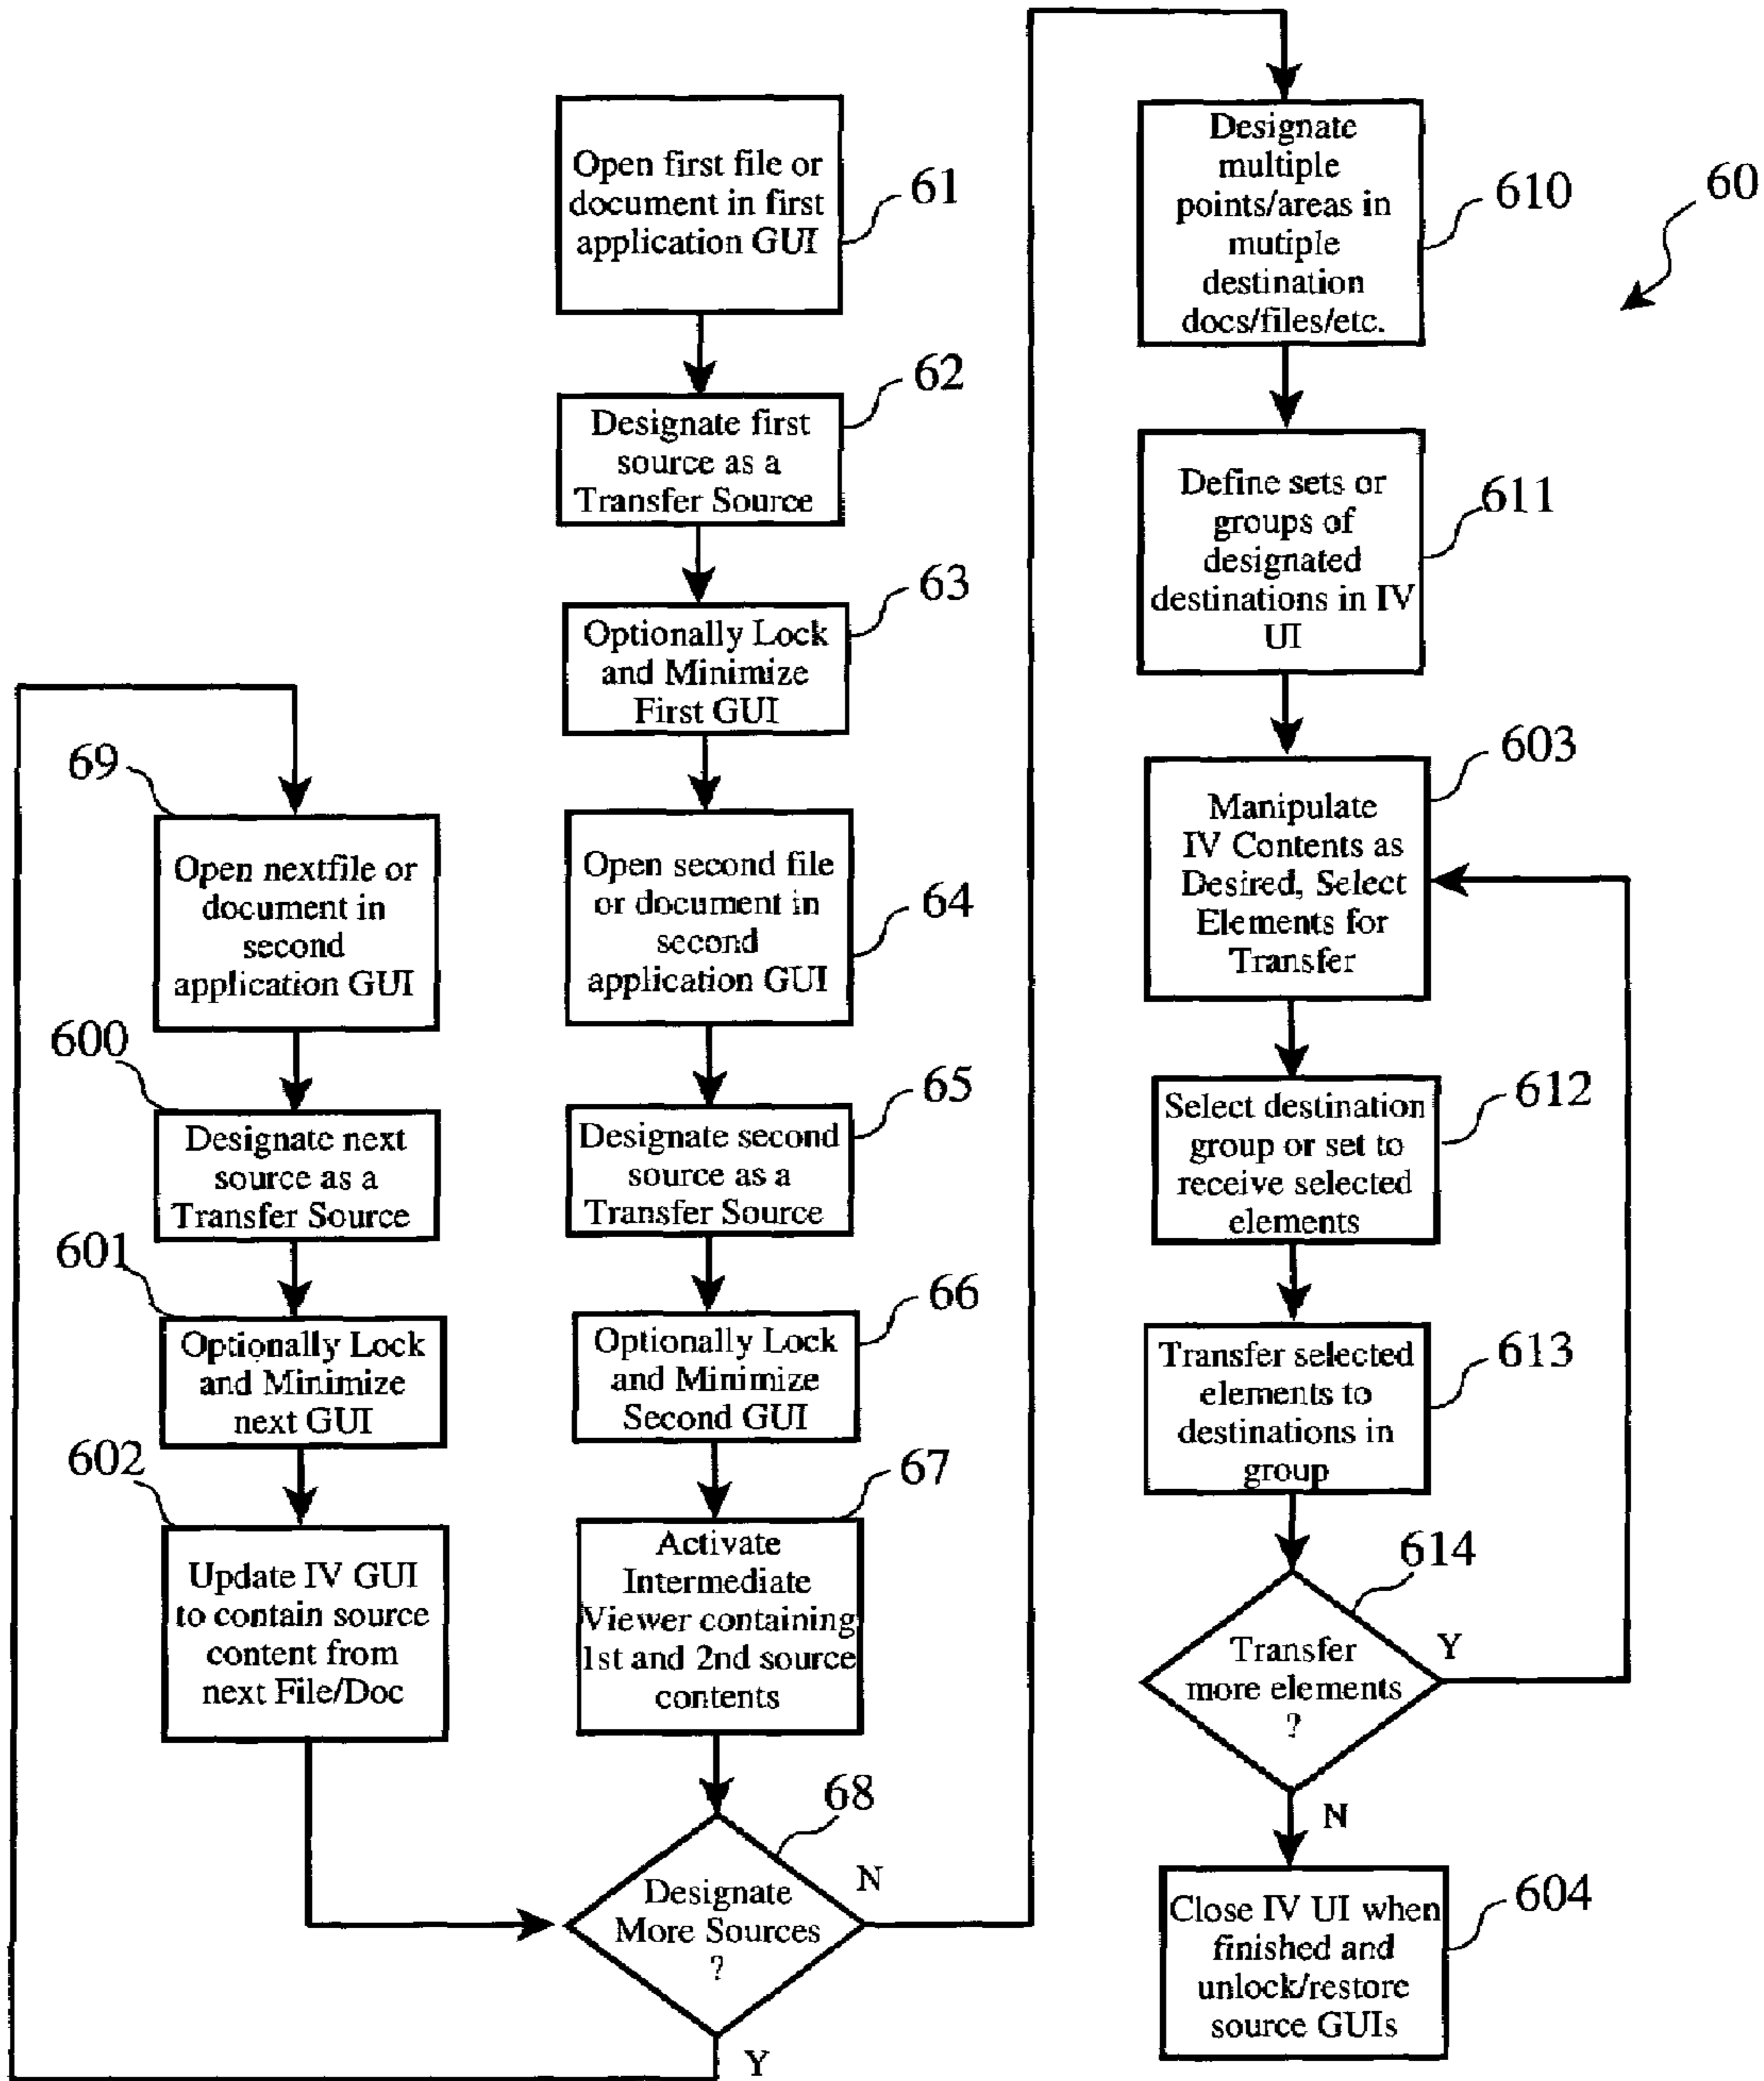 Open first file or
document in first
application GUI
61
Designate first
source as a
Transfer Source
62
Optionally Lock
and Minimize
First GUI
63
Open second file
or document in
second
application GUI
64
Designate second
source as a
Transfer Source
65
Optionally Lock
and Minimize
Second GUI
66
Activate
Intermediate
Viewer containing
1st and 2nd source
contents
67
Designate
More Sources
?
68
N
Y
69
Open nextfile or
document in
second
application GUI
600
Designate next
source as a
Transfer Source
601
Optionally Lock
and Minimize
next GUI
602
Update IV GUI
to contain source
content from
next File/Doc
Designate
multiple
points/areas in
mutiple
destination
docs/files/etc.
610
60
Define sets or
groups of
designated
destinations in IV
UI
611
Manipulate
IV Contents as
Desired, Select
Elements for
Transfer
603
Select destination
group or set to
receive selected
elements
612
Transfer selected
elements to
destinations in
group
613
Transfer
more elements
?
614
Y
N
Close IV UI when
finished and
unlock/restore
source GUIs
604